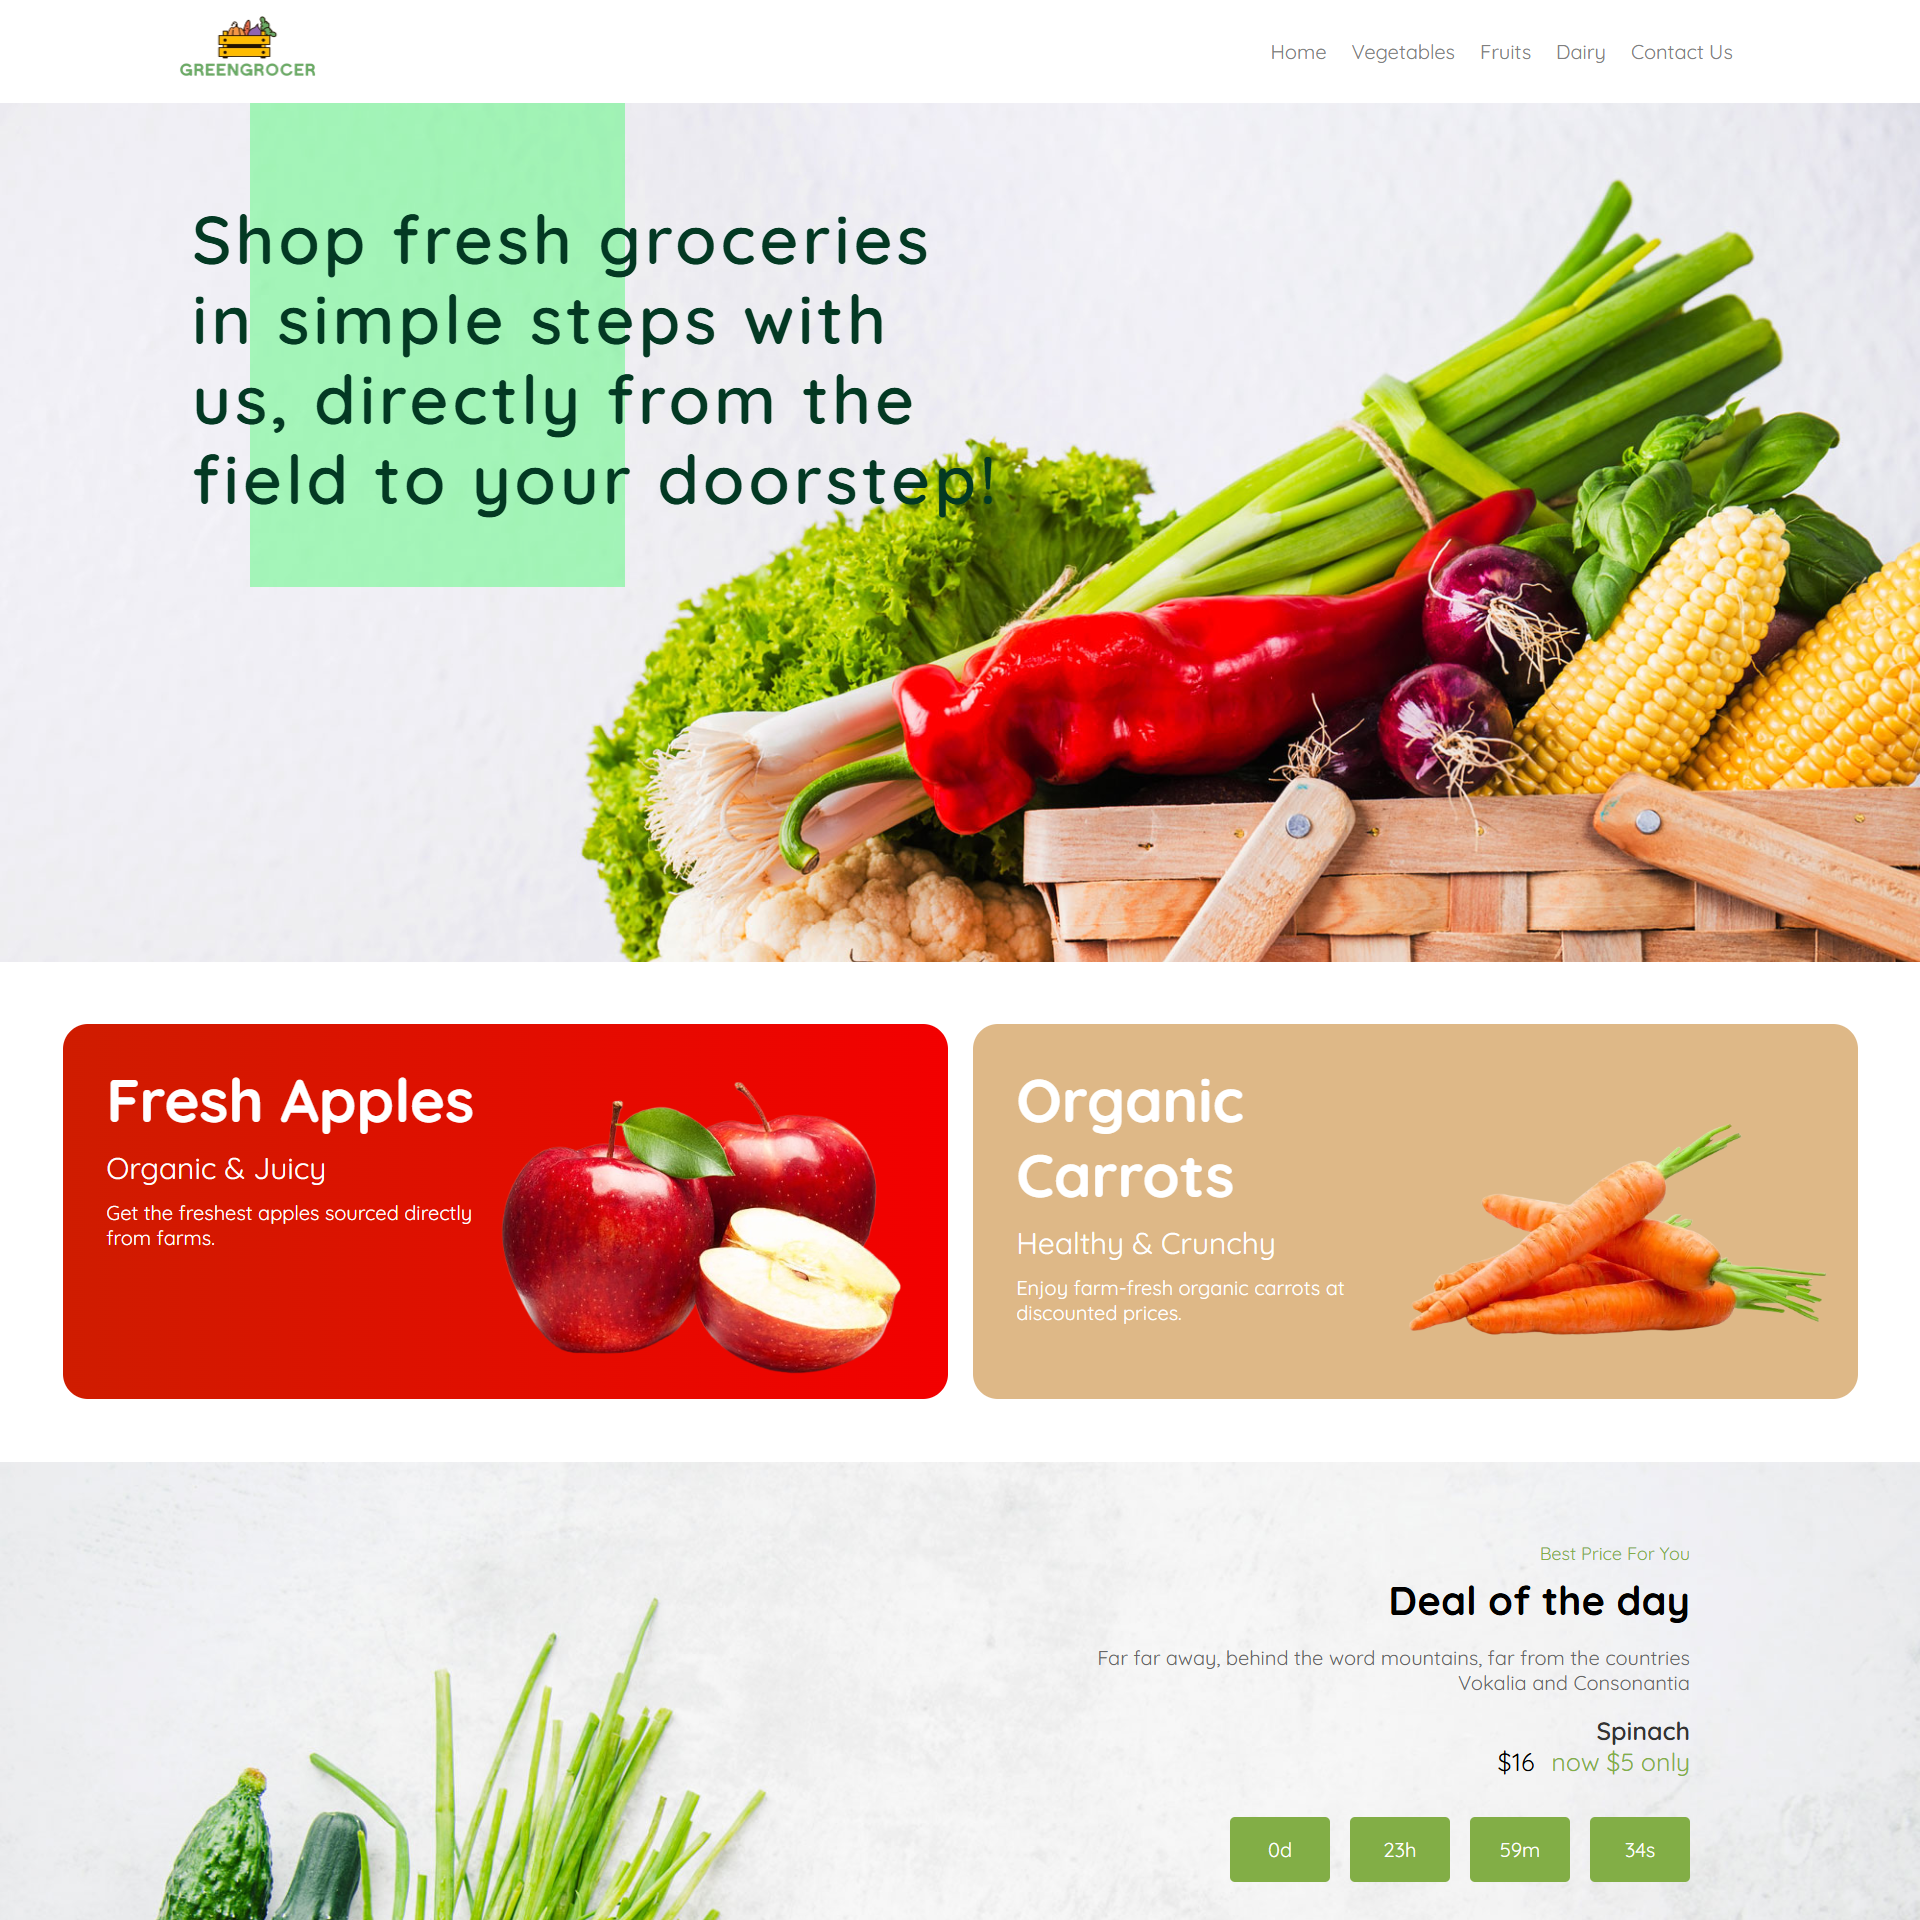 GREENGROCER
Home Vegetables Fruits Dairy Contact Us
Shop fresh groceries
in simple steps with
us, directly from the
field to your doorstep!
Fresh Apples
Organic & Juicy
Get the freshest apples sourced directly
from farms.
Organic
Carrots
Healthy & Crunchy
Enjoy farm-fresh organic carrots at
discounted prices.
Best Price For You
Deal of the day
Far far away, behind the word mountains, far from the countries
Vokalia and Consonantia
Spinach
$16 now $5 only
0d 23h 59m 34s